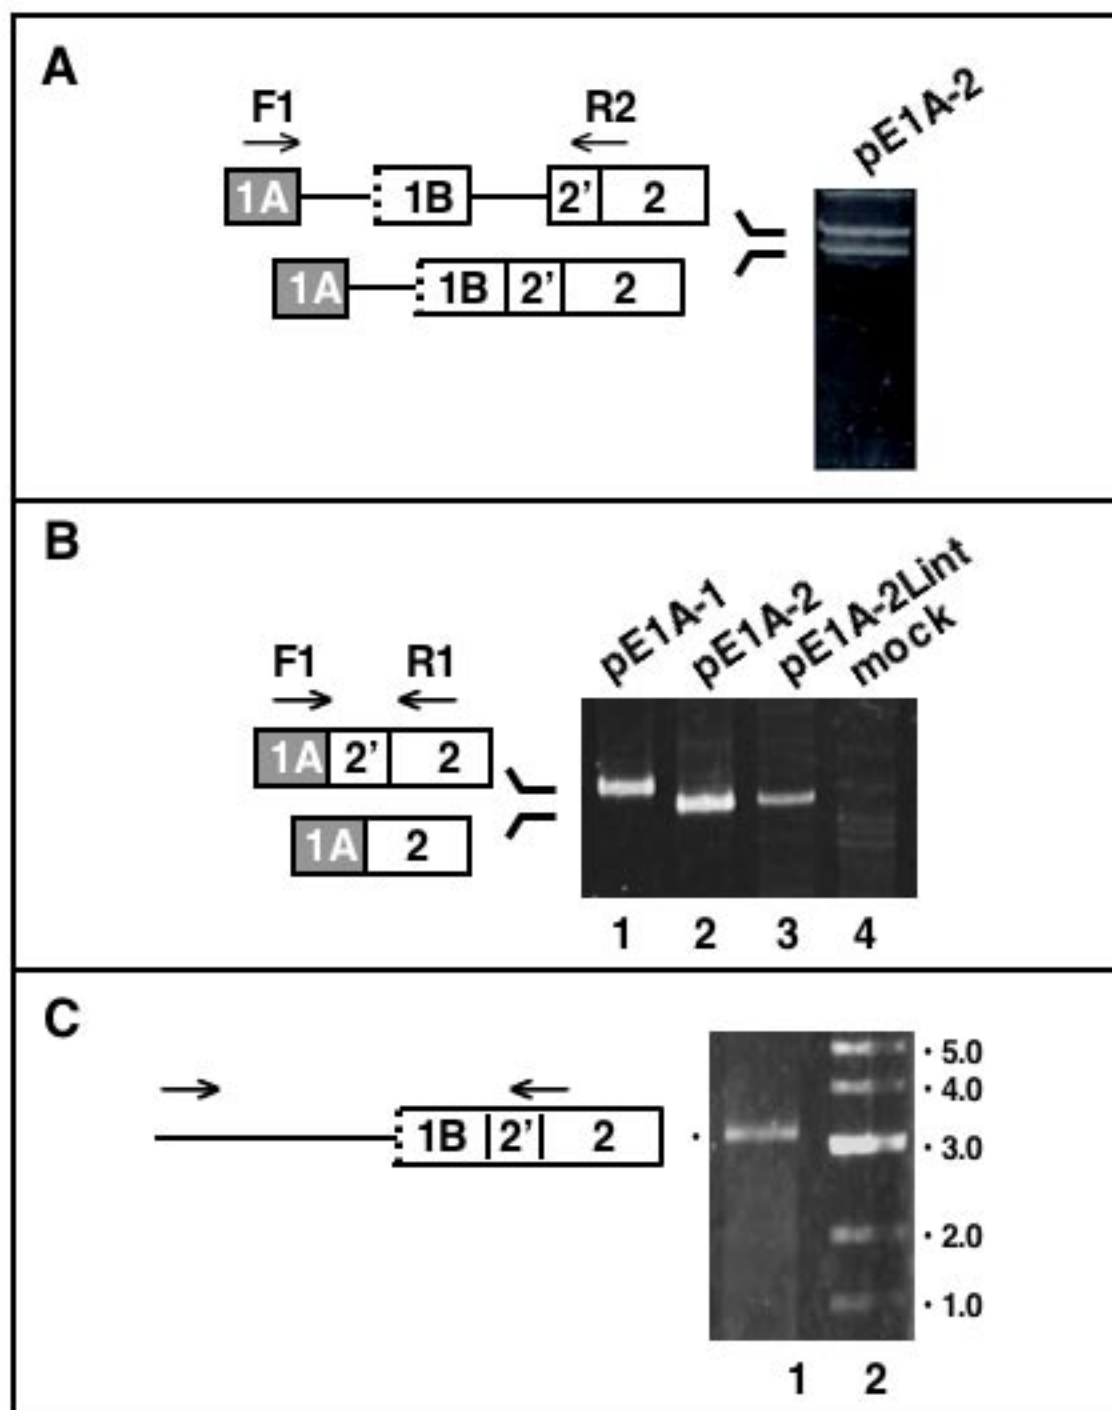 A
F1 R2 pE1A-2
1A 1B 2' 2
1A 1B 2' 2
B
pE1A-1 pE1A-2 pE1A-2Lint mock
F1 R1
1A 2' 2
1A 2
1 2 3 4
C
· 5.0
· 4.0
1B 2' 2
· 3.0
· 2.0
· 1.0
1 2